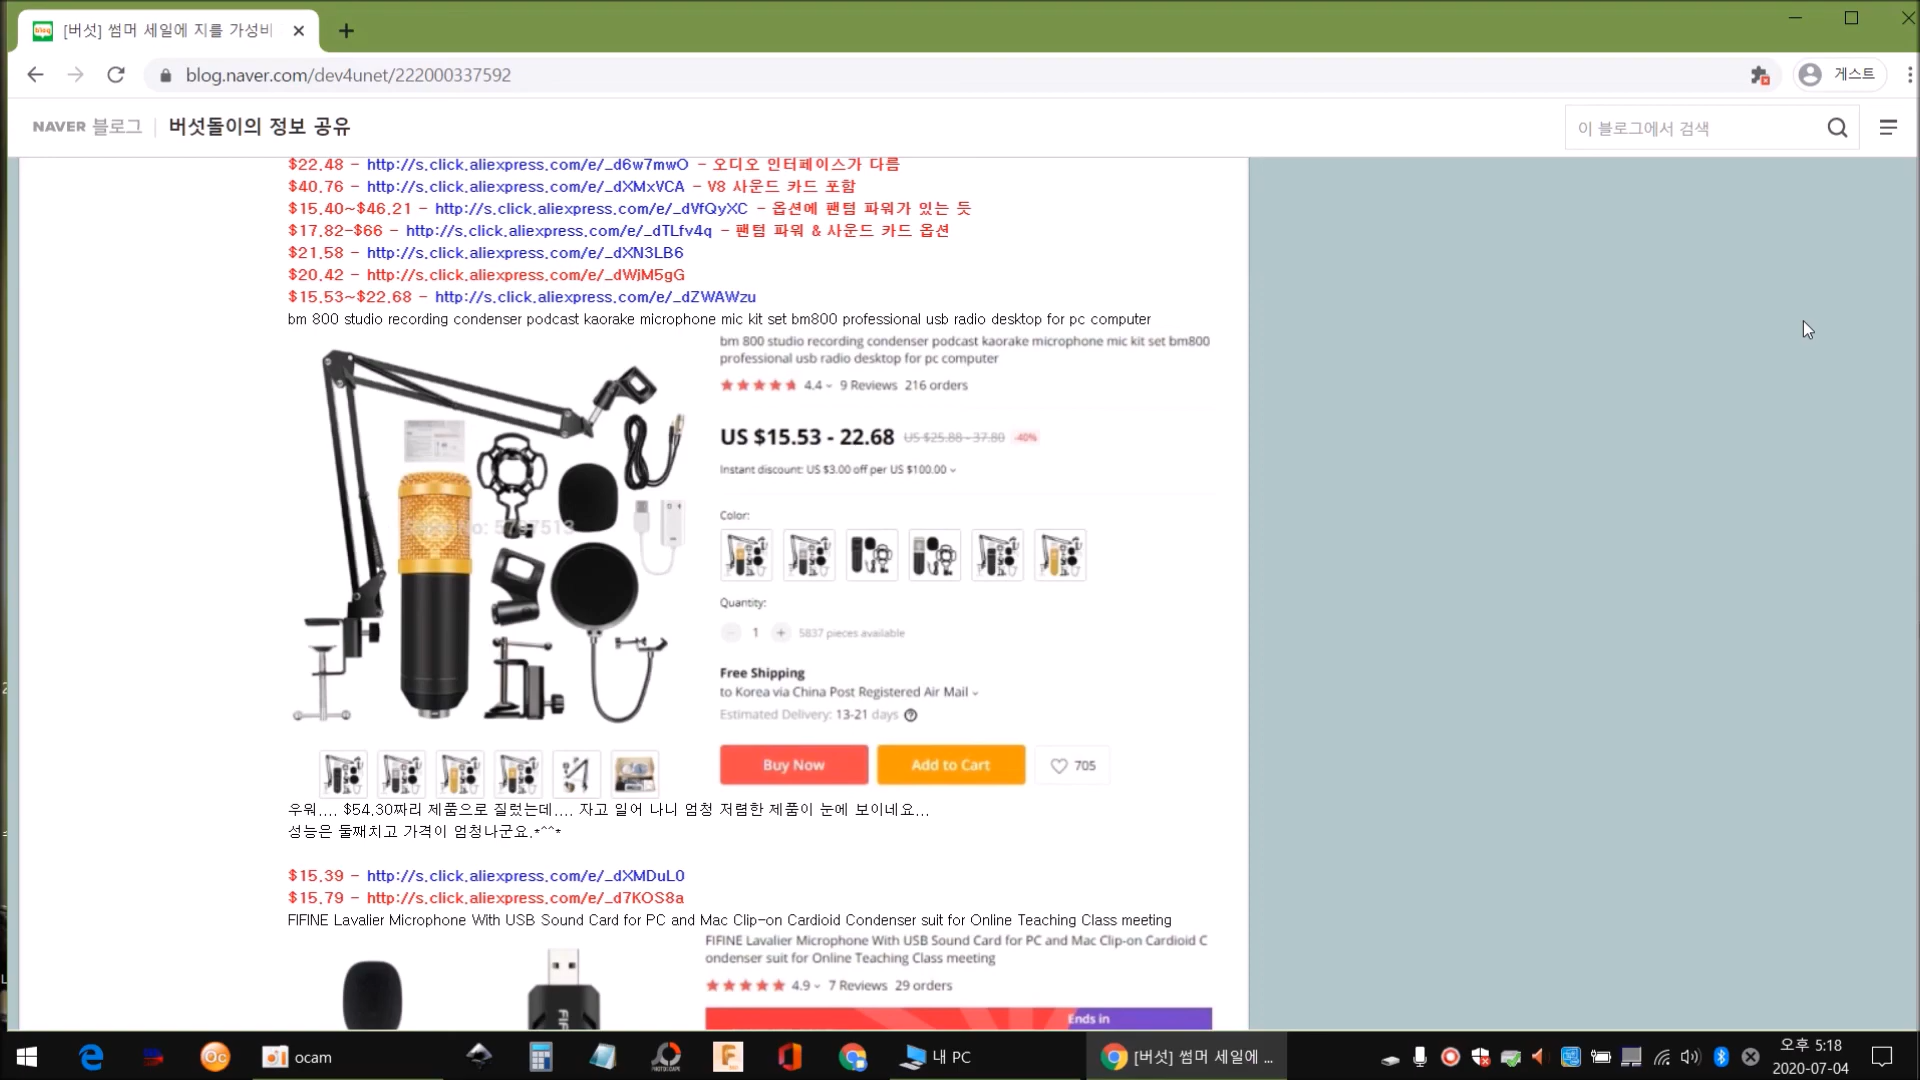 [버섯] 썸머 세일에 지를 가성비
blog.naver.com/dev4unet/222000337592
게스트
NAVER 블로그
버섯돌이의 정보 공유
이 블로그에서 검색
$22.48 - http://s.click.aliexpress.com/e/_d6w7mwO - 오디오 인터페이스가 다름
$40.76 - http://s.click.aliexpress.com/e/_dXMxVCA - V8 사운드 카드 포함
$15.40~$46.21 - http://s.click.aliexpress.com/e/_dVfQyXC - 옵션에 팬텀 파워가 있는 듯
$17.82-$66 - http://s.click.aliexpress.com/e/_dTLfv4q - 팬텀 파워 & 사운드 카드 옵션
$21.58 - http://s.click.aliexpress.com/e/_dXN3LB6
$20.42 - http://s.click.aliexpress.com/e/_dWjM5gG
$15.53~$22.68 - http://s.click.aliexpress.com/e/_dZWAWzu
bm 800 studio recording condenser podcast kaorake microphone mic kit set bm800 professional usb radio desktop for pc computer
bm 800 studio recording condenser podcast kaorake microphone mic kit set bm800
professional usb radio desktop for pc computer
4.4 9 Reviews 216 orders
US $15.53 - 22.68 US $25.88 - 37.80 -40%
Instant discount: US $3.00 off per US $100.00
Color:
Quantity:
- 1 + 5837 pieces available
Free Shipping
to Korea via China Post Registered Air Mail
Estimated Delivery: 13-21 days
Buy Now
Add to Cart
705
우워.... $54.30짜리 제품으로 질렀는데.... 자고 일어 나니 엄청 저렴한 제품이 눈에 보이네요...
성능은 둘째치고 가격이 엄청나군요.*^^*
$15.39 - http://s.click.aliexpress.com/e/_dXMDuL0
$15.79 - http://s.click.aliexpress.com/e/_d7KOS8a
FIFINE Lavalier Microphone With USB Sound Card for PC and Mac Clip-on Cardioid Condenser suit for Online Teaching Class meeting
FIFINE Lavalier Microphone With USB Sound Card for PC and Mac Clip-on Cardioid C
ondenser suit for Online Teaching Class meeting
4.9 7 Reviews 29 orders
Ends in
ocam
내 PC
[버섯] 썸머 세일에 ...
오후 5:18
2020-07-04